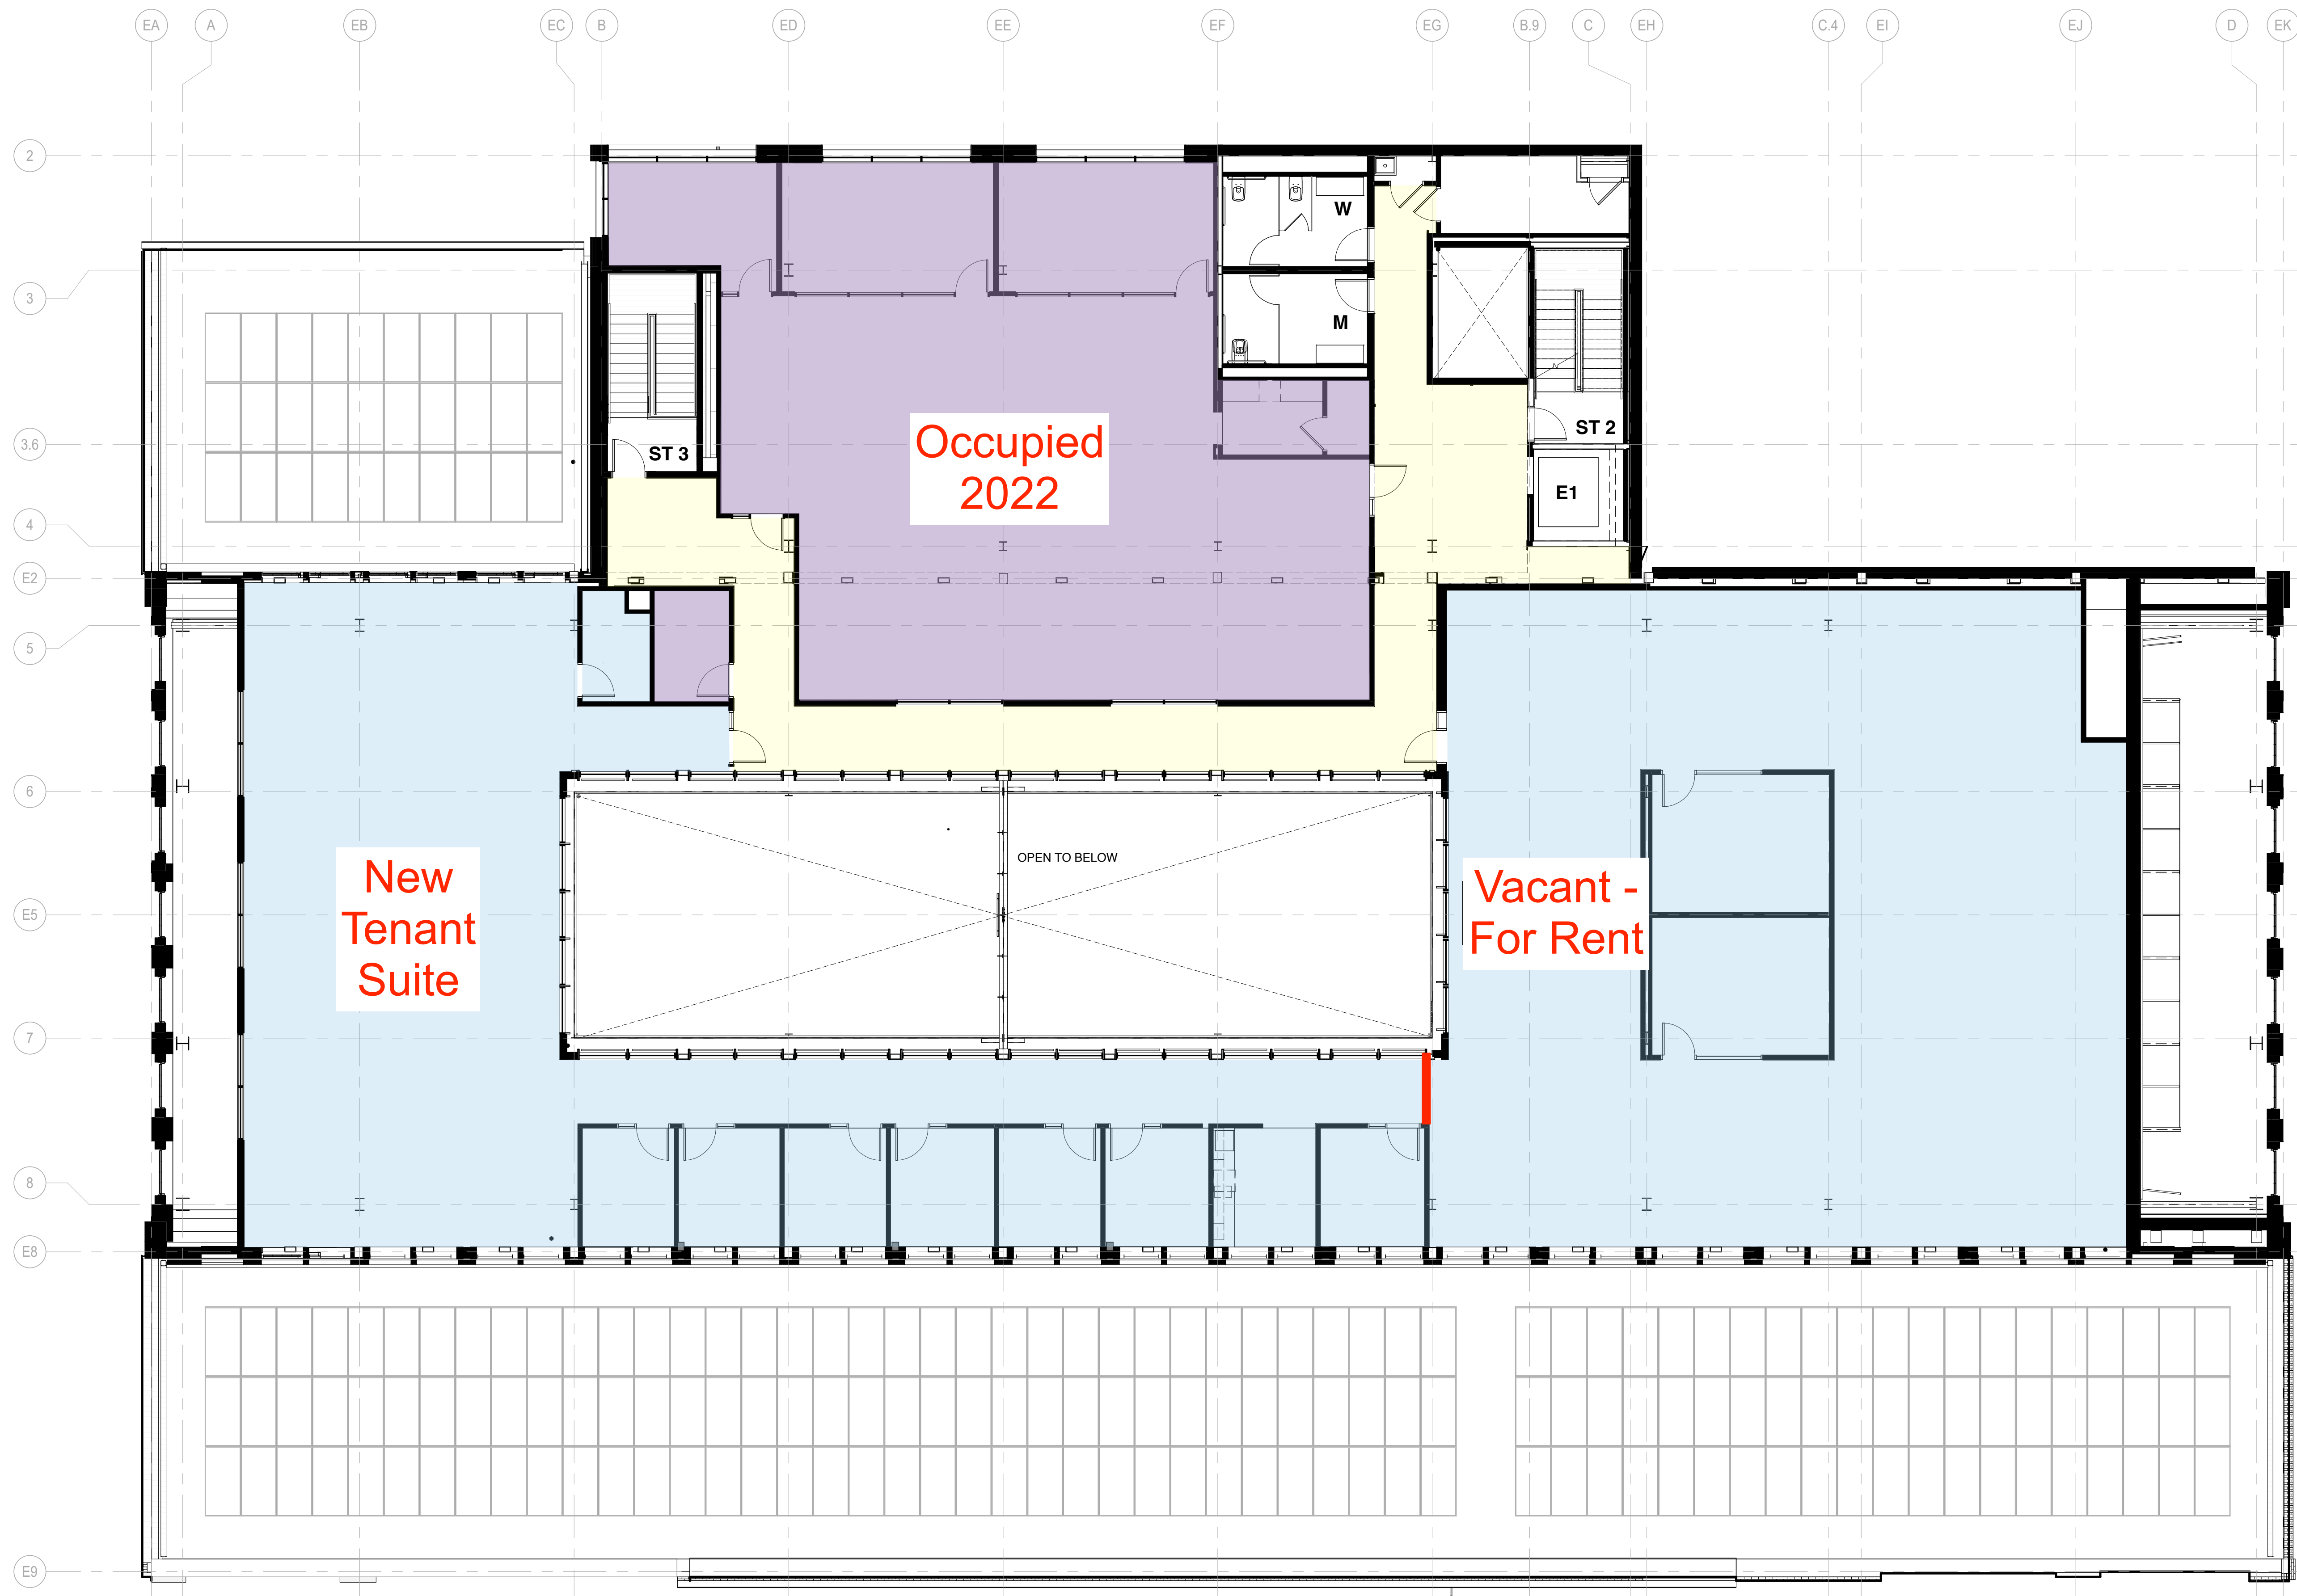 EA A EB EC B ED EE EF EG B.9 C EH C.4 EI EJ D EK
2
W
3
M
Occupied
2022
3.6
ST 3
ST 2
E1
4
E2
5
6
OPEN TO BELOW
New
Tenant
Suite
Vacant -
For Rent
E5
7
8
E8
E9